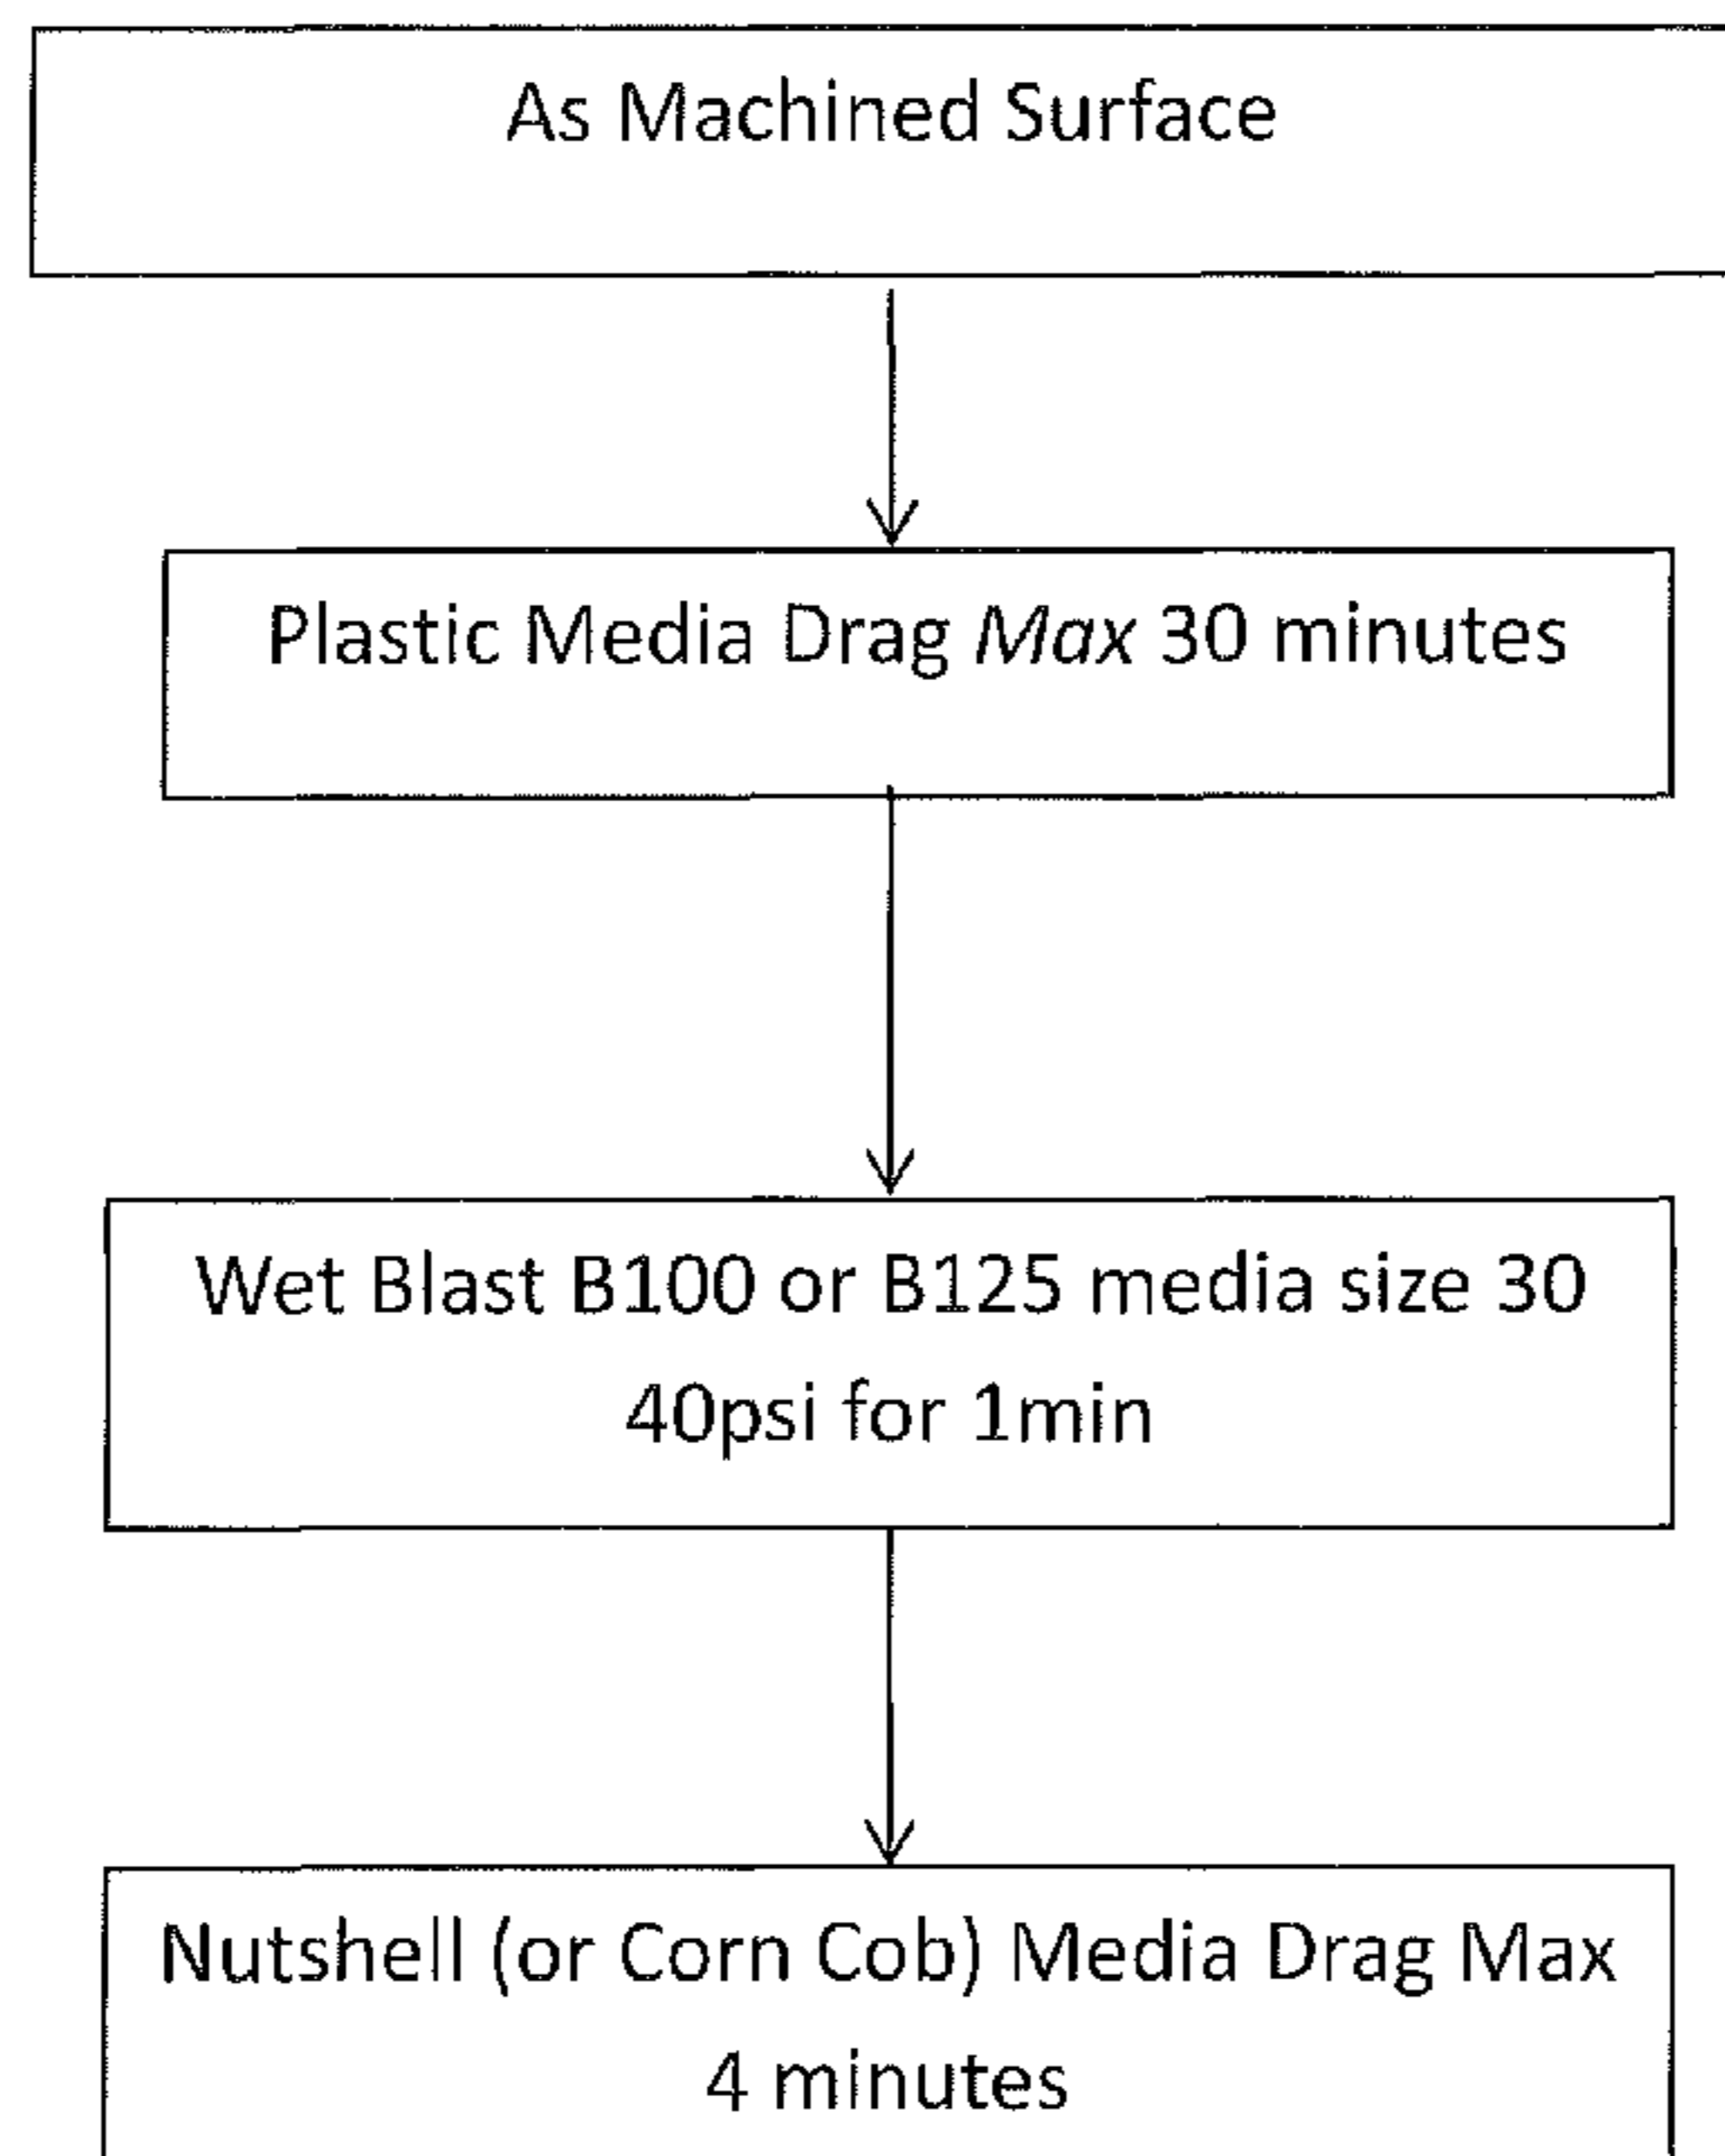 As Machined Surface
Plastic Media Drag Max 30 minutes
Wet Blast B100 or B125 media size 30
40psi for 1min
Nutshell (or Corn Cob) Media Drag Max
4 minutes